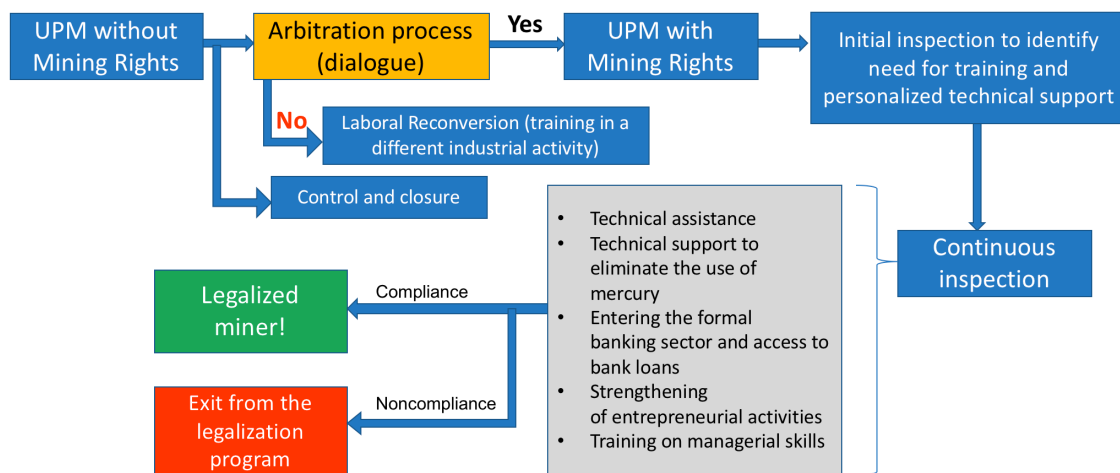 UPM without
Mining Rights
Arbitration process
(dialogue)
Yes
UPM with
Mining Rights
Initial inspection to identify
need for training and
personalized technical support
No
Laboral Reconversion (training in a
different industrial activity)
Control and closure
• Technical assistance
• Technical support to
eliminate the use of
mercury
• Entering the formal
banking sector and access to
bank loans
• Strengthening
of entrepreneurial activities
• Training on managerial skills
Continuous
inspection
Compliance
Legalized
miner!
Noncompliance
Exit from the
legalization
program